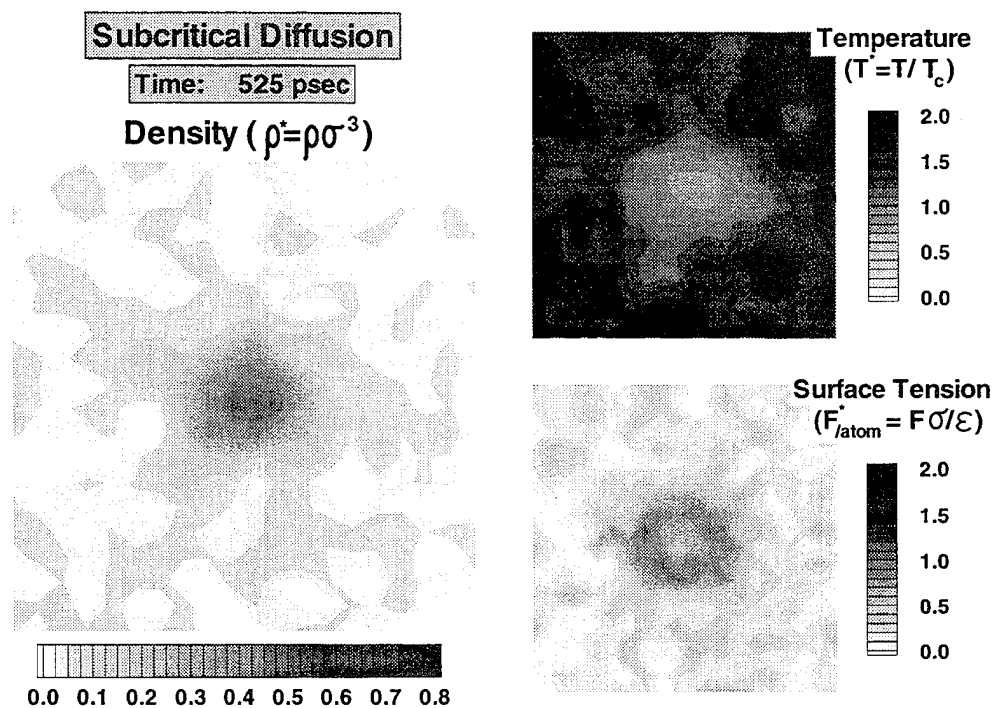 Subcritical Diffusion
Time: 525 psec
Density ( ρ*=ρσ³)
0.0 0.1 0.2 0.3 0.4 0.5 0.6 0.7 0.8
Temperature
(T*=T/T_c)
2.0
1.5
1.0
0.5
0.0
Surface Tension
(F*/atom = Fσ/ε)
2.0
1.5
1.0
0.5
0.0